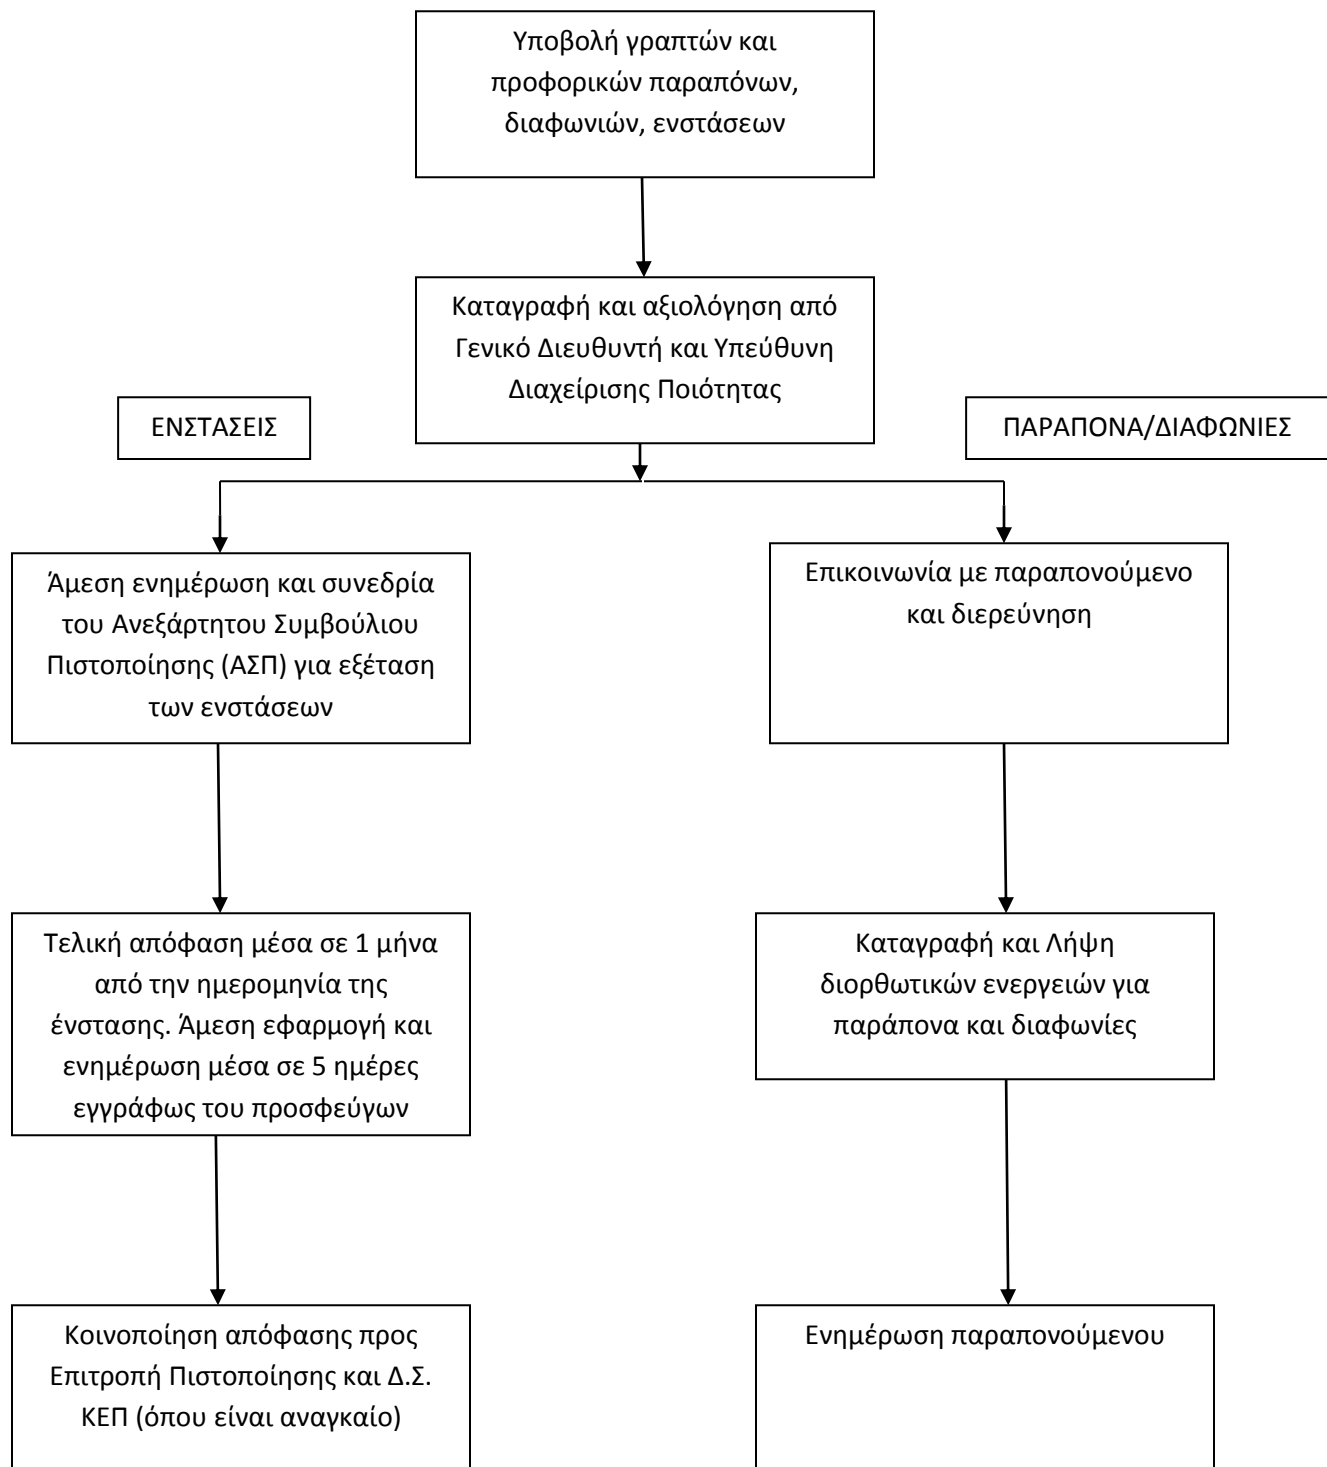 Υποβολή γραπτών και
προφορικών παραπόνων,
διαφωνιών, ενστάσεων
Καταγραφή και αξιολόγηση από
Γενικό Διευθυντή και Υπεύθυνη
Διαχείρισης Ποιότητας
ΕΝΣΤΑΣΕΙΣ
ΠΑΡΑΠΟΝΑ/ΔΙΑΦΩΝΙΕΣ
Άμεση ενημέρωση και συνεδρία
του Ανεξάρτητου Συμβούλιου
Πιστοποίησης (ΑΣΠ) για εξέταση
των ενστάσεων
Επικοινωνία με παραπονούμενο
και διερεύνηση
Τελική απόφαση μέσα σε 1 μήνα
από την ημερομηνία της
ένστασης. Άμεση εφαρμογή και
ενημέρωση μέσα σε 5 ημέρες
εγγράφως του προσφεύγων
Καταγραφή και Λήψη
διορθωτικών ενεργειών για
παράπονα και διαφωνίες
Κοινοποίηση απόφασης προς
Επιτροπή Πιστοποίησης και Δ.Σ.
ΚΕΠ (όπου είναι αναγκαίο)
Ενημέρωση παραπονούμενου